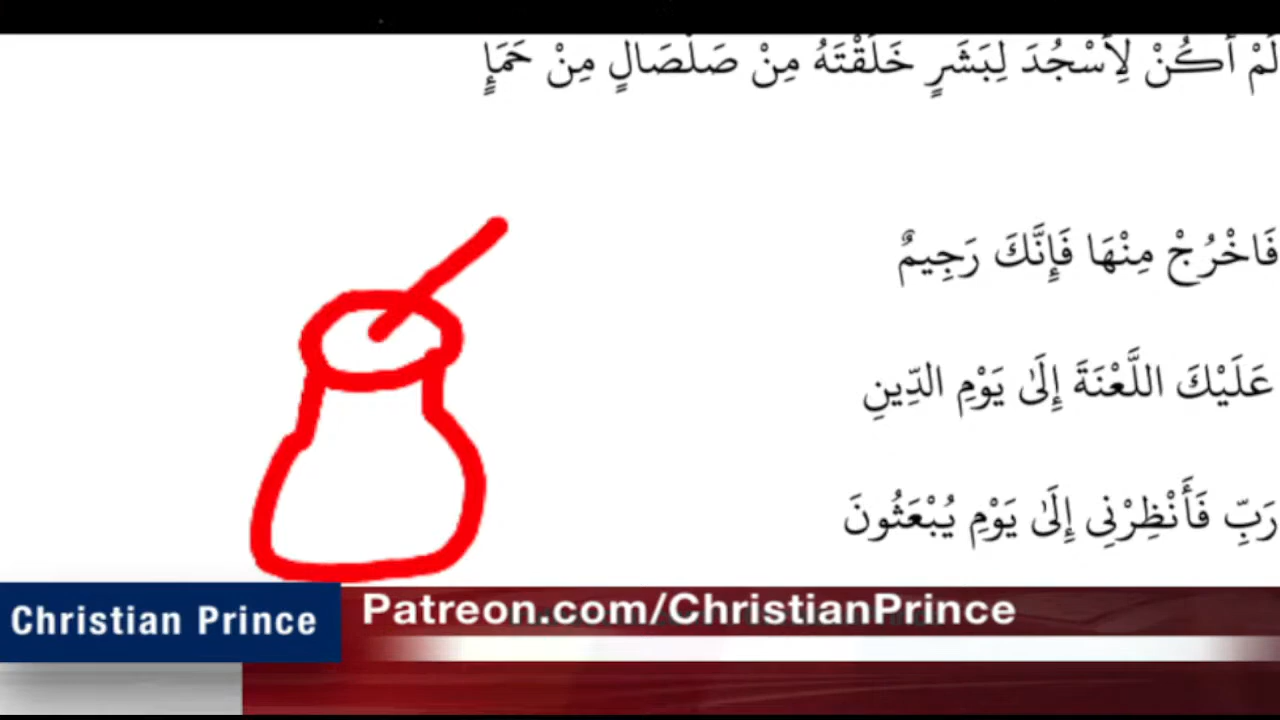 لَمْ أَكُنْ لِأَسْجُدَ لِبَشَرٍ خَلَقْتَهُ مِنْ صَلْصَالٍ مِنْ حَمَإٍ
فَاخْرُجْ مِنْهَا فَإِنَّكَ رَجِيمٌ
عَلَيْكَ اللَّعْنَةَ إِلَىٰ يَوْمِ الدِّينِ
رَبِّ فَأَنْظِرْنِي إِلَىٰ يَوْمِ يُبْعَثُونَ
Christian Prince
Patreon.com/ChristianPrince